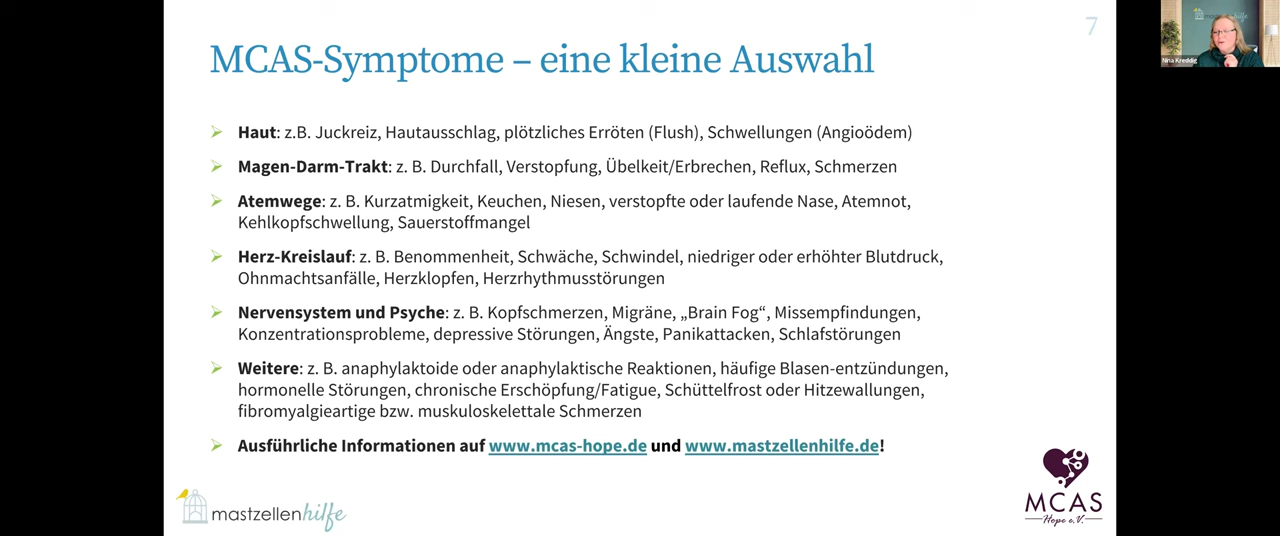 7
MCAS-Symptome – eine kleine Auswahl
Haut: z.B. Juckreiz, Hautausschlag, plötzliches Erröten (Flush), Schwellungen (Angioödem)
Magen-Darm-Trakt: z. B. Durchfall, Verstopfung, Übelkeit/Erbrechen, Reflux, Schmerzen
Atemwege: z. B. Kurzatmigkeit, Keuchen, Niesen, verstopfte oder laufende Nase, Atemnot,
Kehlkopfschwellung, Sauerstoffmangel
Herz-Kreislauf: z. B. Benommenheit, Schwäche, Schwindel, niedriger oder erhöhter Blutdruck,
Ohnmachtsanfälle, Herzklopfen, Herzrhythmusstörungen
Nervensystem und Psyche: z. B. Kopfschmerzen, Migräne, „Brain Fog“, Missempfindungen,
Konzentrationsprobleme, depressive Störungen, Ängste, Panikattacken, Schlafstörungen
Weitere: z. B. anaphylaktoide oder anaphylaktische Reaktionen, häufige Blasen-entzündungen,
hormonelle Störungen, chronische Erschöpfung/Fatigue, Schüttelfrost oder Hitzewallungen,
fibromyalgieartige bzw. muskuloskelettale Schmerzen
Ausführliche Informationen auf www.mcas-hope.de und www.mastzellenhilfe.de!
mastzellenhilfe
MCAS
Hope e.V.
mastzellenhilfe
Nina Kreddig